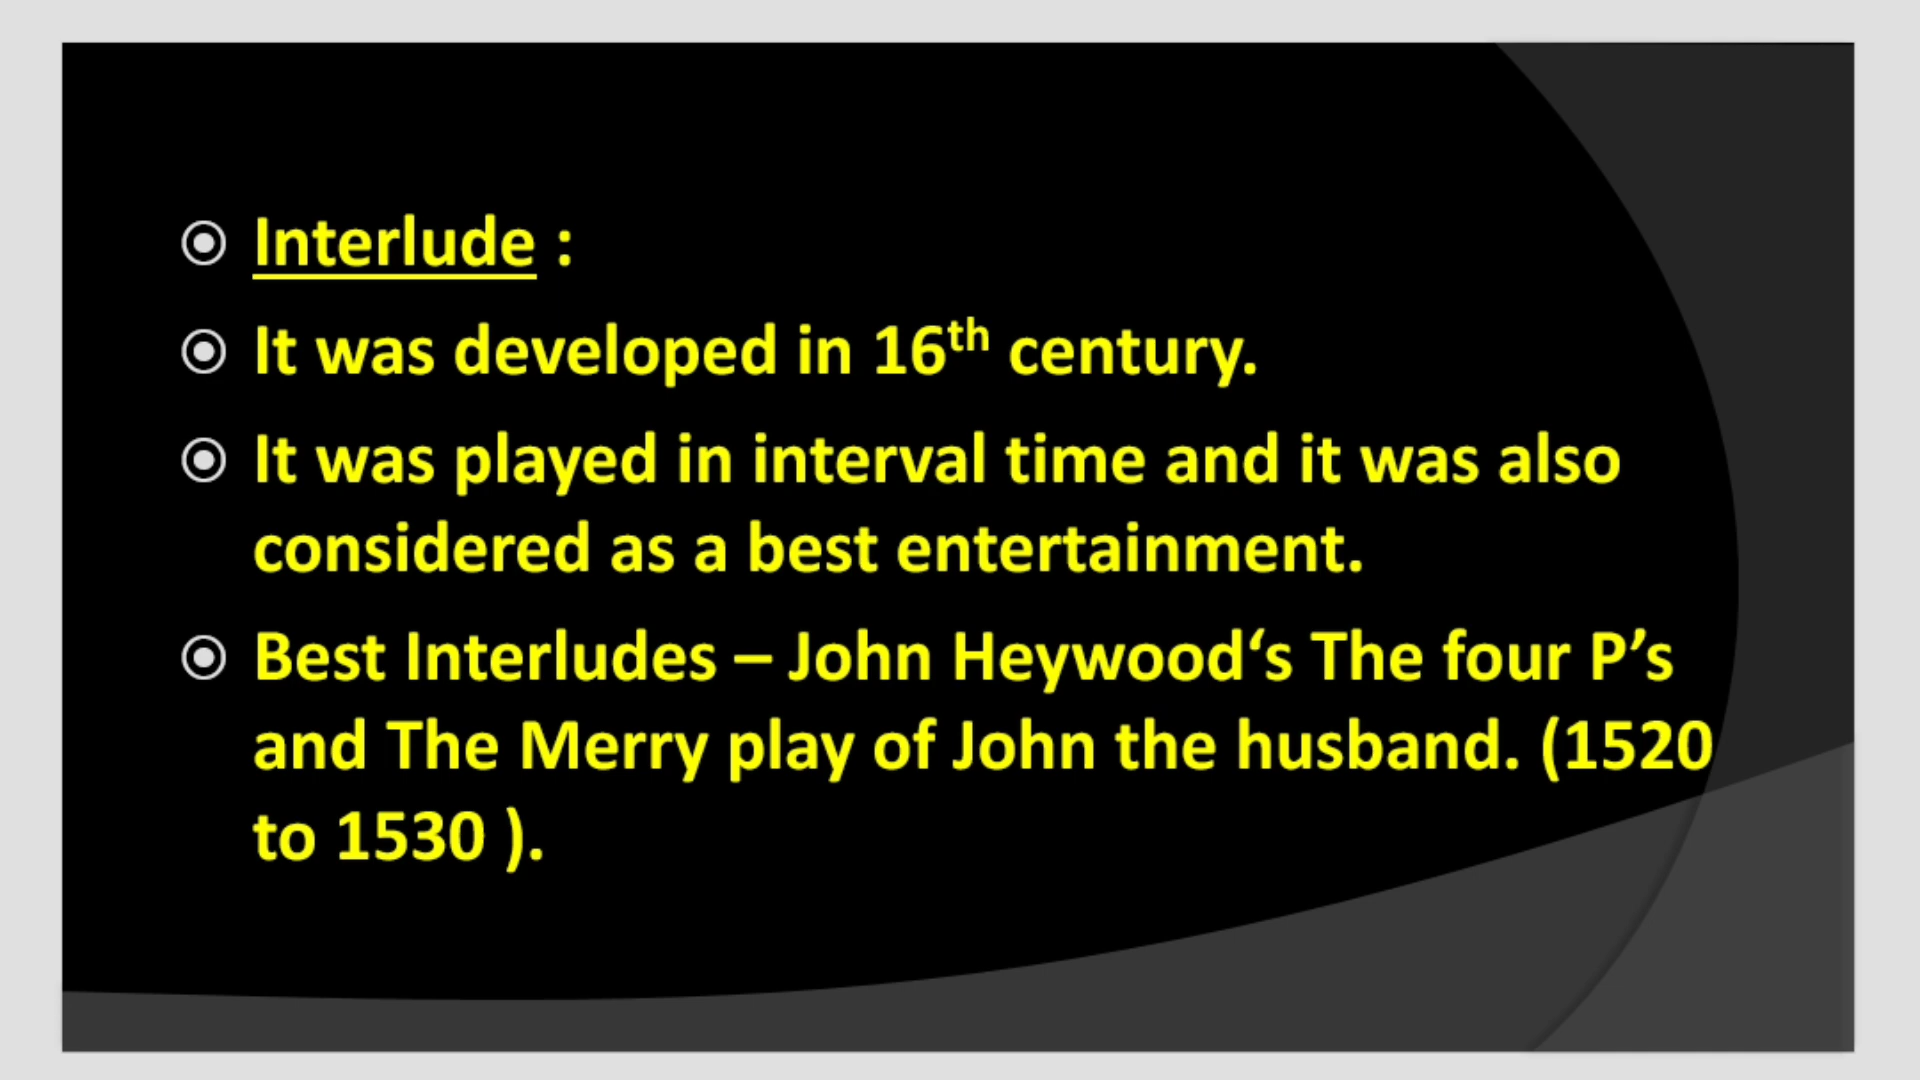 Interlude :
It was developed in 16th century.
It was played in interval time and it was also
considered as a best entertainment.
Best Interludes – John Heywood‘s The four P’s
and The Merry play of John the husband. (1520
to 1530 ).